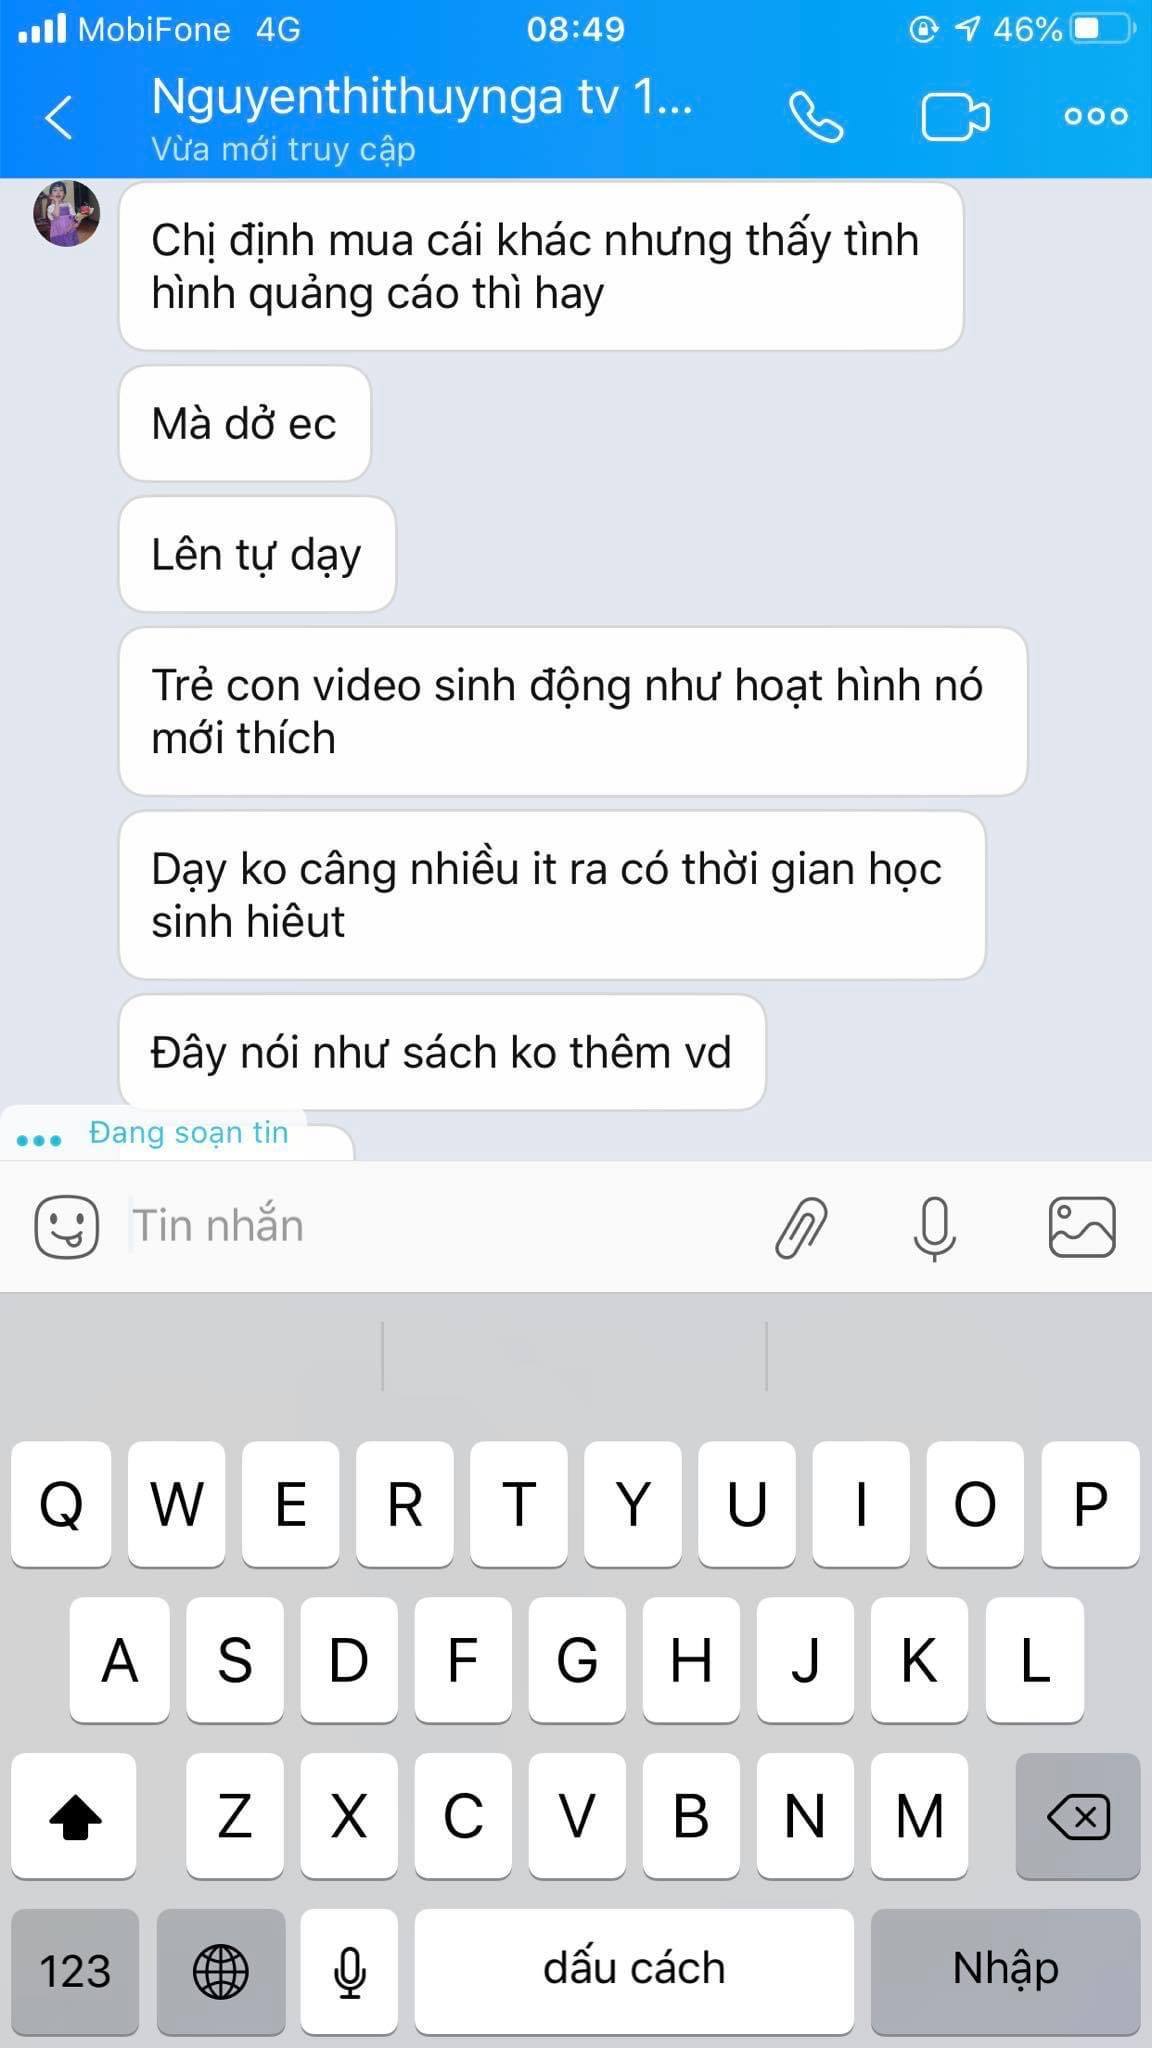 MobiFone 4G 08:49 46%
Nguyenthithuynga tv 1...
Vừa mới truy cập
Chị định mua cái khác nhưng thấy tình
hình quảng cáo thì hay
Mà dở ec
Lên tự dạy
Trẻ con video sinh động như hoạt hình nó
mới thích
Dạy ko câng nhiều it ra có thời gian học
sinh hiêut
Đây nói như sách ko thêm vd
Đang soạn tin
Tin nhắn
Q W E R T Y U I O P
A S D F G H J K L
Z X C V B N M
123 dấu cách Nhập